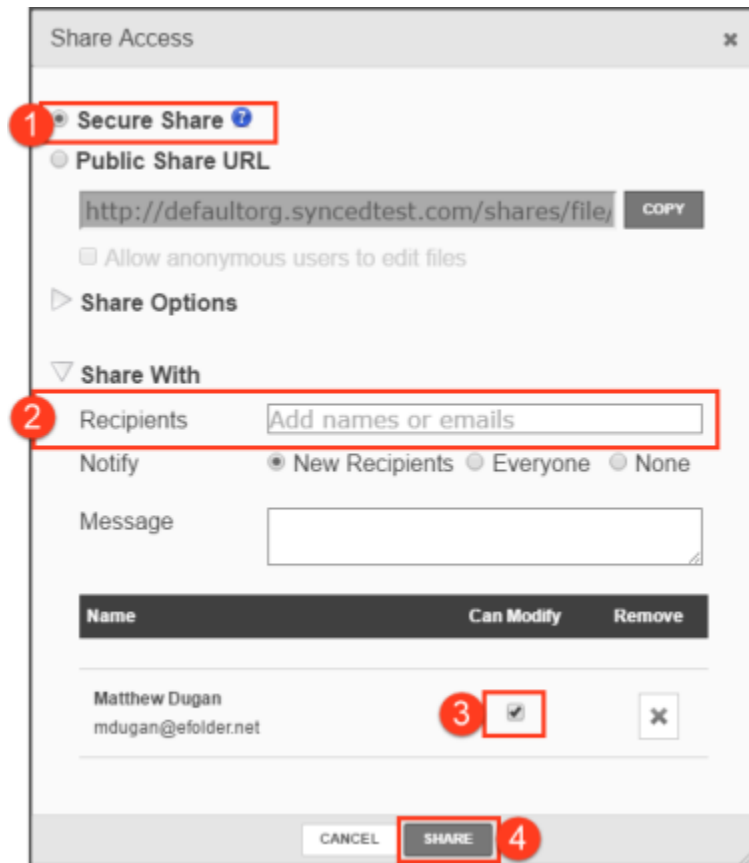 Share Access ×
1 Secure Share ?
Public Share URL
http://defaultorg.syncedtest.com/shares/file/ COPY
Allow anonymous users to edit files
Share Options
Share With
2 Recipients Add names or emails
Notify New Recipients Everyone None
Message
Name Can Modify Remove
Matthew Dugan
mdugan@efolder.net
3
CANCEL SHARE 4